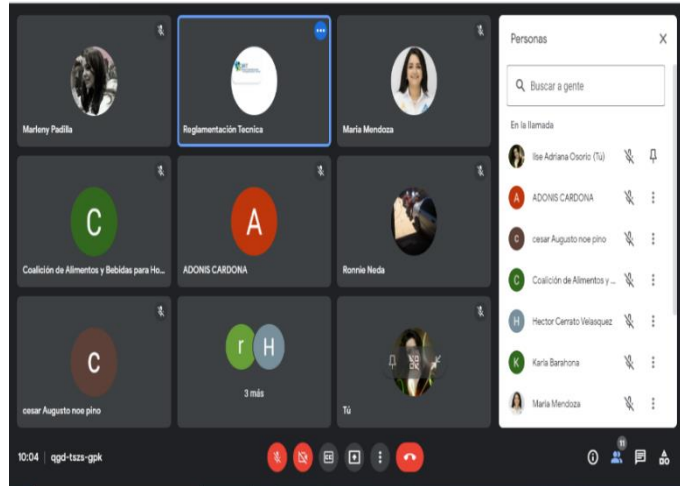 Marleny Padilla
Reglamentación Tecnica
Maria Mendoza
C
Coalición de Alimentos y Bebidas para Ho...
A
ADONIS CARDONA
Ronnie Neda
C
cesar Augusto noe pino
r H
3 más
Tú
10:04 | qgd-tszs-gpk
Personas
Buscar a gente
En la llamada
Ilse Adriana Osorio (Tú)
A ADONIS CARDONA
c cesar Augusto noe pino
C Coalición de Alimentos y ...
H Hector Cerrato Velasquez
K Karla Barahona
Maria Mendoza
11